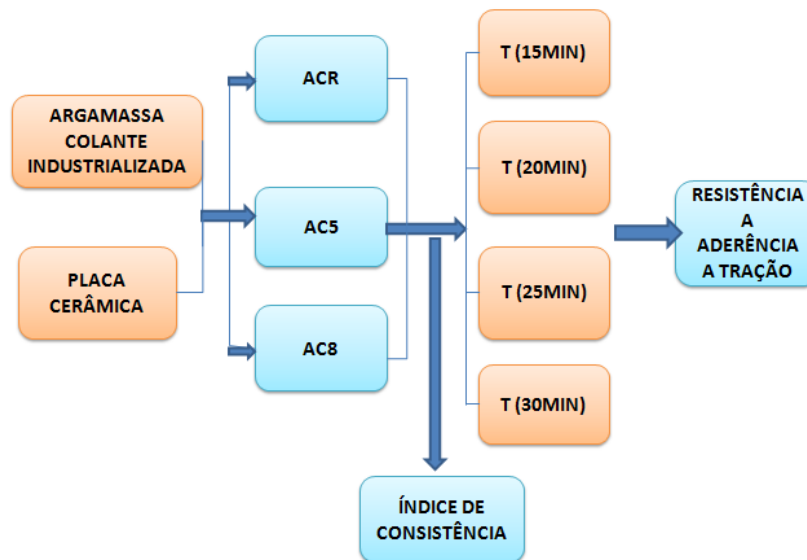 ARGAMASSA
COLANTE
INDUSTRIALIZADA
PLACA
CERÂMICA
ACR
AC5
AC8
T (15MIN)
T (20MIN)
T (25MIN)
T (30MIN)
RESISTÊNCIA
A
ADERÊNCIA
A TRAÇÃO
ÍNDICE DE
CONSISTÊNCIA